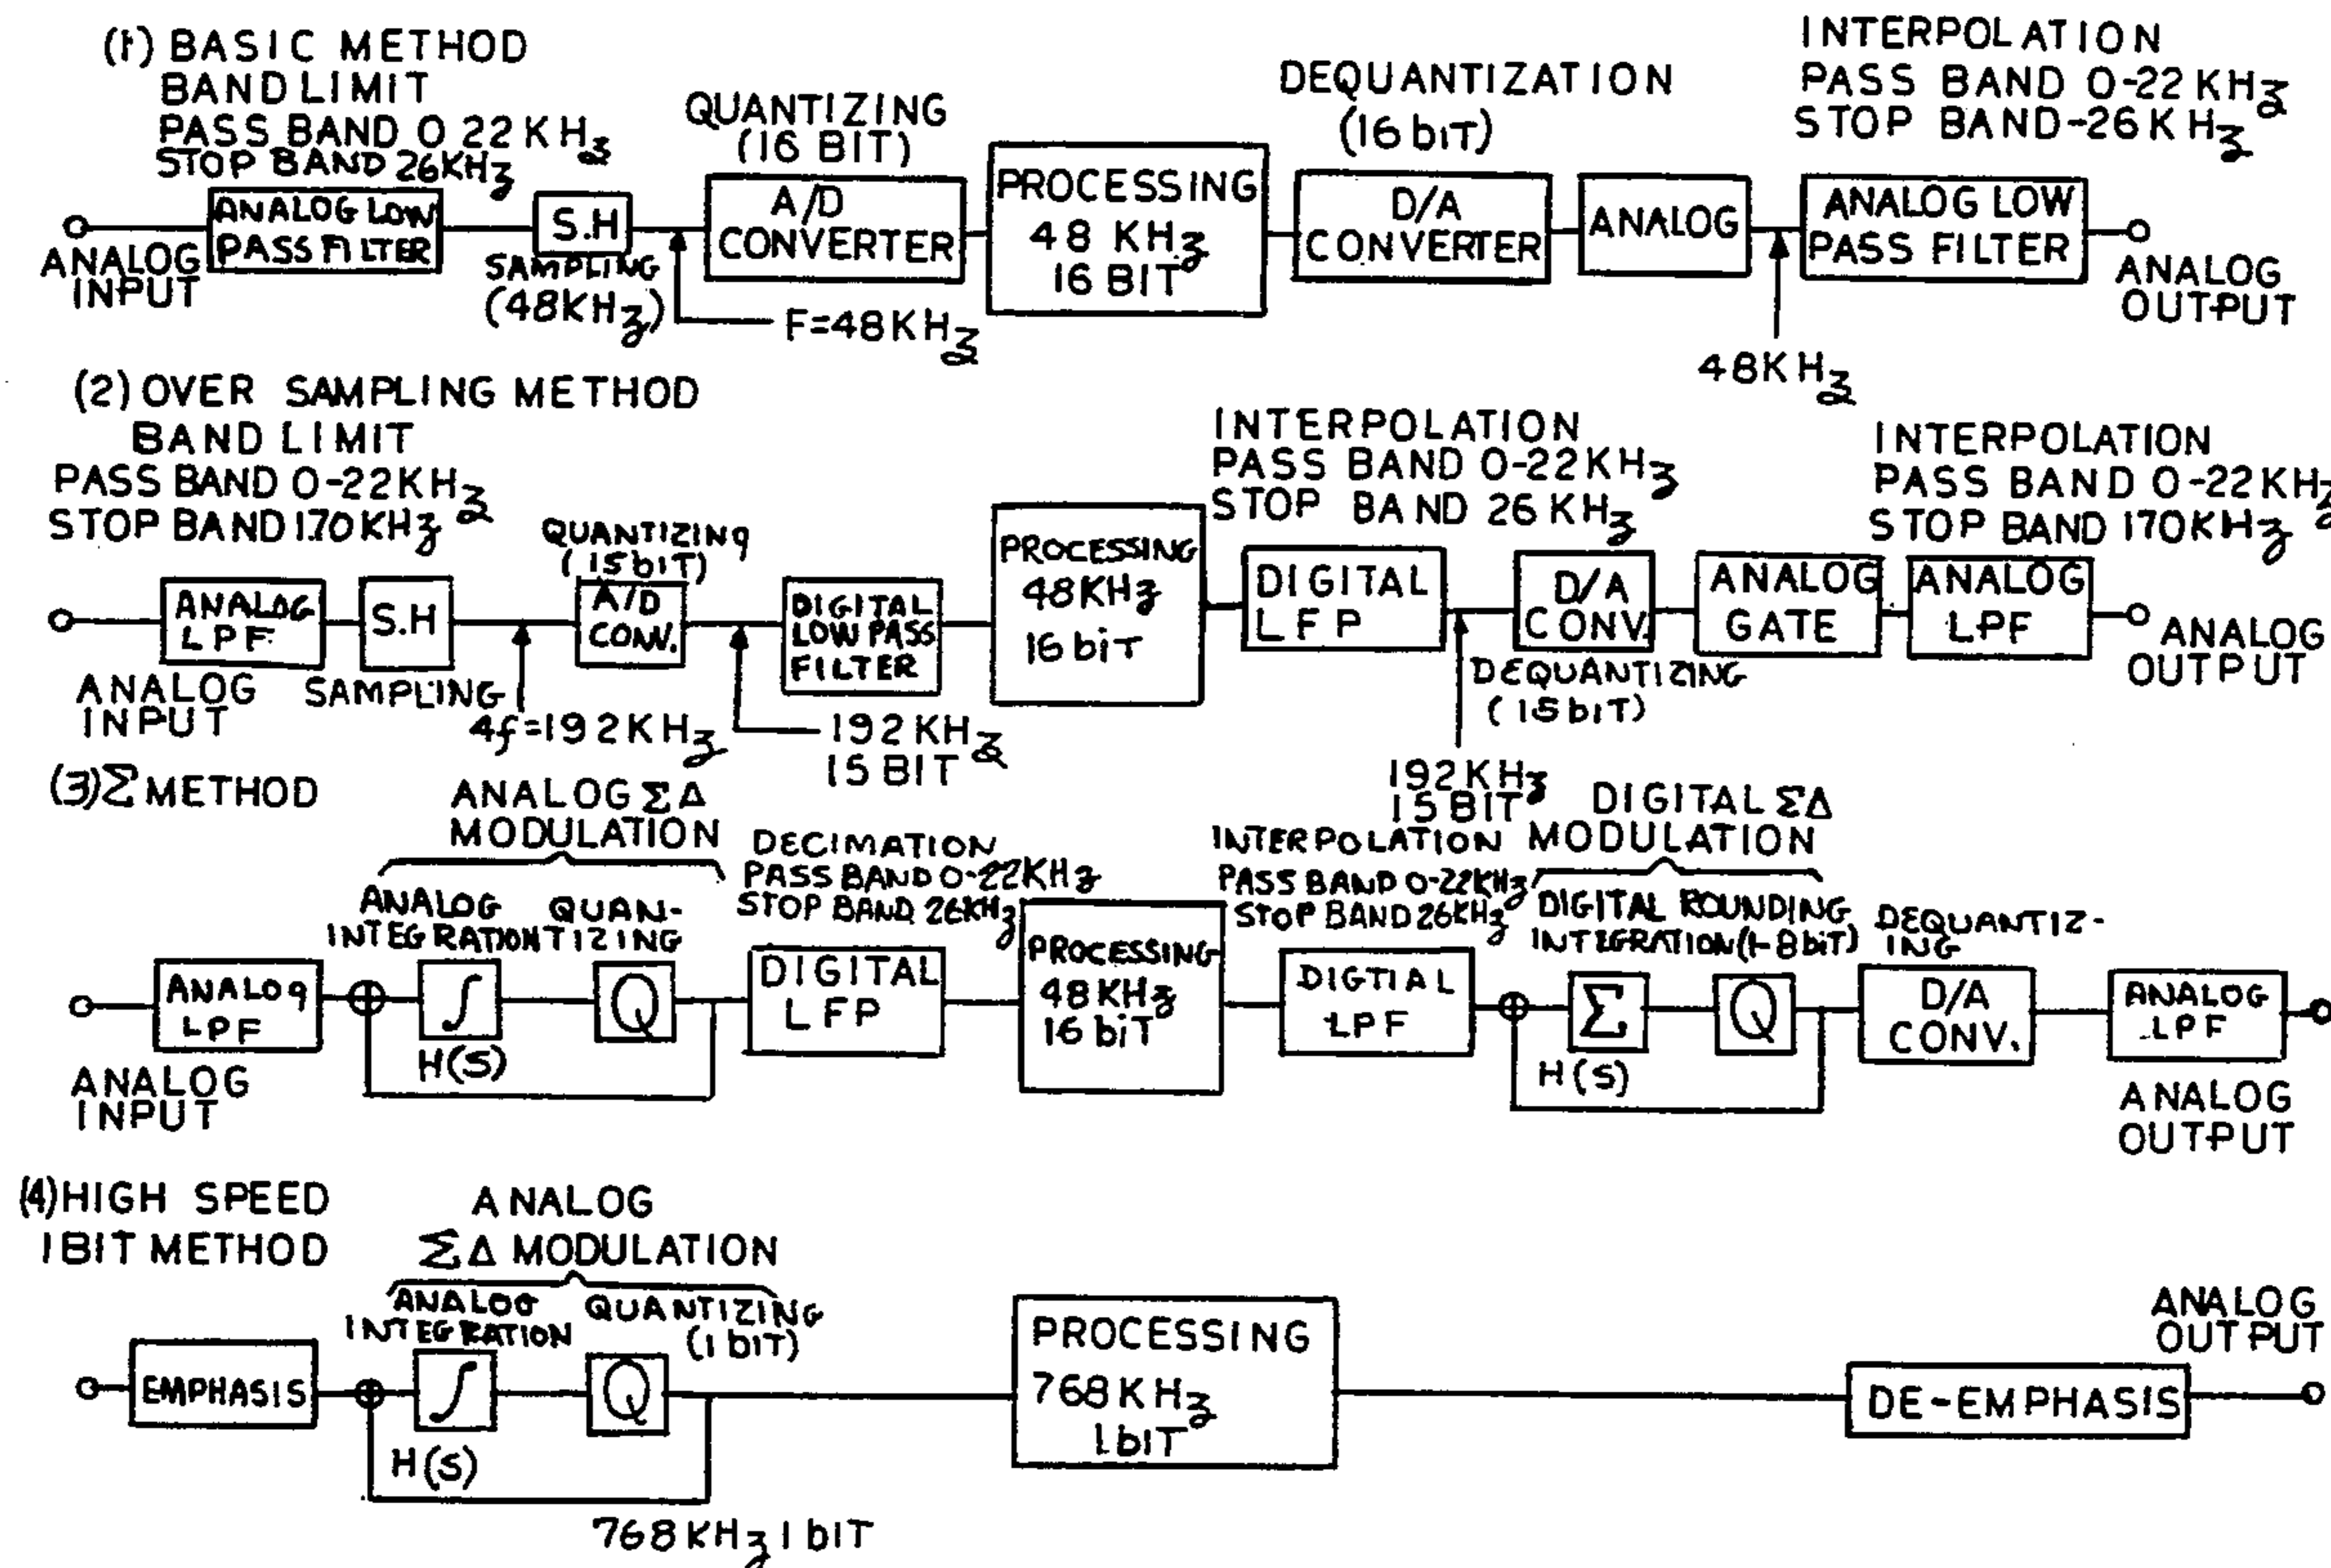 (1) BASIC METHOD
BAND LIMIT
PASS BAND 0 22 KHz
STOP BAND 26KHz
ANALOG INPUT
ANALOG LOW
PASS FILTER
S.H
SAMPLING
(48KHz)
F=48KHz
QUANTIZING
(16 BIT)
A/D
CONVERTER
PROCESSING
48 KHz
16 BIT
DEQUANTIZATION
(16 biT)
D/A
CONVERTER
ANALOG
48KHz
INTERPOLATION
PASS BAND 0-22 KHz
STOP BAND-26KHz
ANALOG LOW
PASS FILTER
ANALOG
OUTPUT
(2) OVER SAMPLING METHOD
BAND LIMIT
PASS BAND 0-22KHz
STOP BAND 170KHz
ANALOG
INPUT
ANALOG
LPF
S.H
SAMPLING
4f=192KHz
QUANTIZING
(15biT)
A/D
CONV.
192 KHz
15 BIT
DIGITAL
LOW PASS
FILTER
PROCESSING
48KHz
16 biT
INTERPOLATION
PASS BAND 0-22KHz
STOP BAND 26 KHz
DIGITAL
LFP
192KHz
15 BIT
D/A
CONV.
DEQUANTIZING
(15biT)
ANALOG
GATE
INTERPOLATION
PASS BAND 0-22KHz
STOP BAND 170KHz
ANALOG
LPF
ANALOG
OUTPUT
(3)Σ METHOD
ANALOG ΣΔ
MODULATION
ANALOG
INTEGRATION
QUAN-
TIZING
ANALOG
INPUT
ANALOG
LPF
∫
H(S)
Q
DECIMATION
PASS BAND 0-22KHz
STOP BAND 26KHz
DIGITAL
LFP
PROCESSING
48KHz
16 biT
INTERPOLATION
PASS BAND 0-22KHz
STOP BAND 26KHz
DIGTIAL
LPF
DIGITAL ΣΔ
MODULATION
DIGITAL ROUNDING
INTEGRATION(1-8biT)
Σ
H(S)
Q
DEQUANTIZ-
ING
D/A
CONV.
ANALOG
LPF
ANALOG
OUTPUT
(4)HIGH SPEED
1BIT METHOD
ANALOG
ΣΔ MODULATION
ANALOG
INTEGRATION
QUANTIZING
(1 biT)
EMPHASIS
∫
H(S)
Q
768KHz 1 biT
PROCESSING
768KHz
1biT
DE-EMPHASIS
ANALOG
OUTPUT